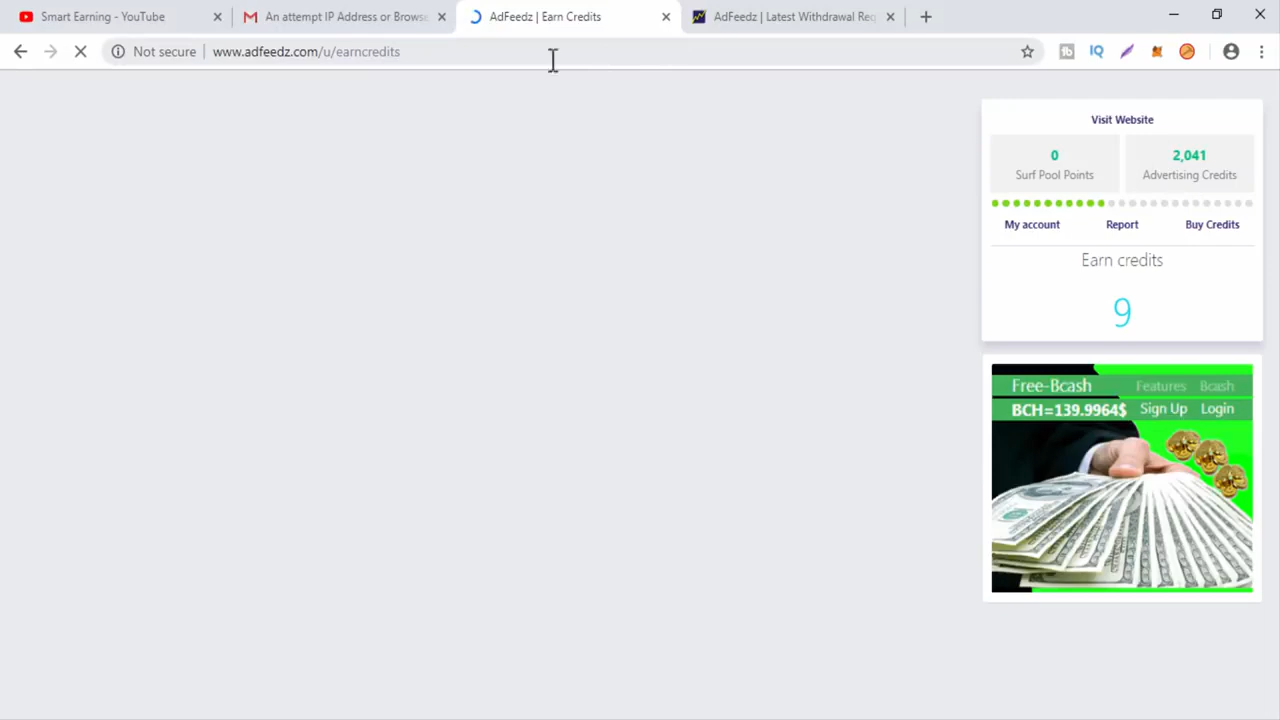 Smart Earning - YouTube
An attempt IP Address or Browse
AdFeedz | Earn Credits
AdFeedz | Latest Withdrawal Req
Not secure
www.adfeedz.com/u/earncredits
tb
IQ
Visit Website
0
2,041
Surf Pool Points
Advertising Credits
My account
Report
Buy Credits
Earn credits
9
Free-Bcash
Features
Bcash
BCH=139.9964$
Sign Up
Login